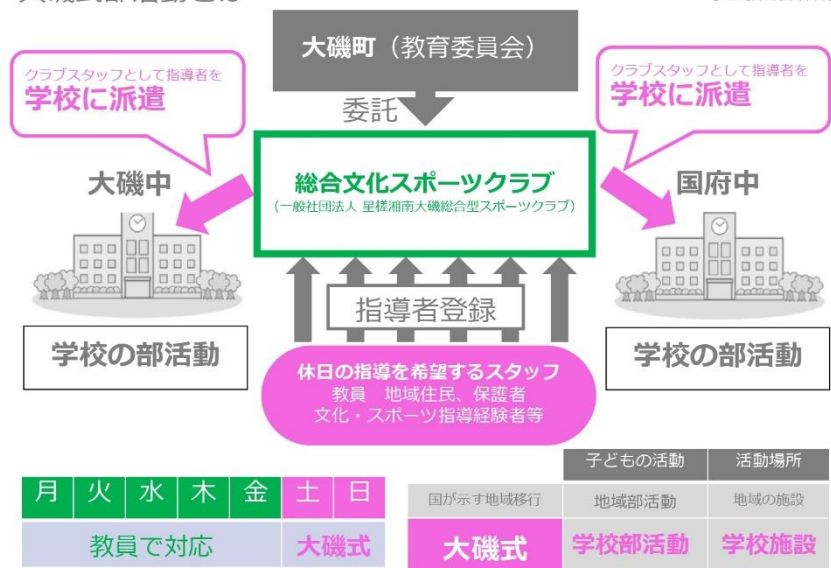 大磯町（教育委員会）
委託
クラブスタッフとして指導者を
学校に派遣
クラブスタッフとして指導者を
学校に派遣
大磯中
総合文化スポーツクラブ
（一般社団法人 星槎湘南大磯総合型スポーツクラブ）
国府中
指導者登録
学校の部活動
学校の部活動
休日の指導を希望するスタッフ
教員 地域住民、保護者
文化・スポーツ指導経験者等
月 火 水 木 金 土 日
教員で対応 大磯式
子どもの活動 活動場所
国が示す地域移行 地域部活動 地域の施設
大磯式 学校部活動 学校施設